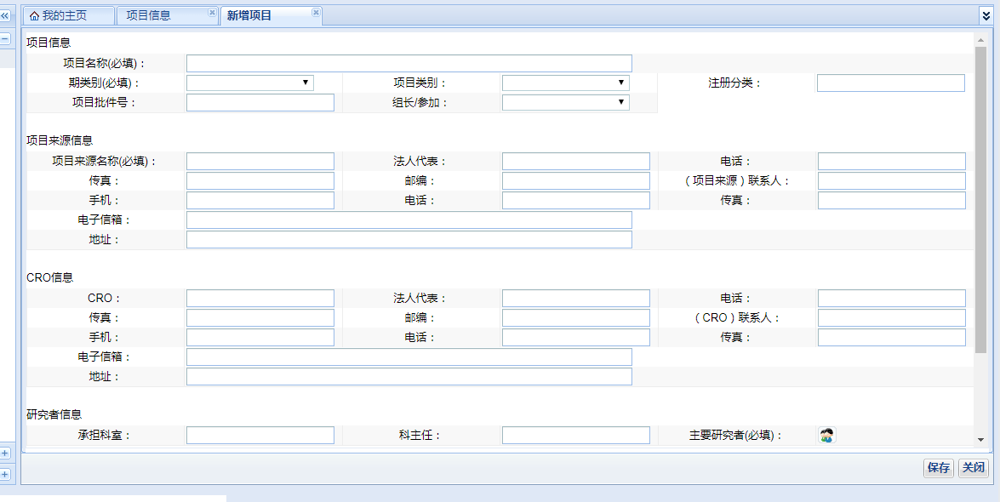 我的主页 项目信息 新增项目
项目信息
项目名称(必填)：
期类别(必填)： 项目类别： 注册分类：
项目批件号： 组长/参加：
项目来源信息
项目来源名称(必填)： 法人代表： 电话：
传真： 邮编： （项目来源）联系人：
手机： 电话： 传真：
电子信箱：
地址：
CRO信息
CRO： 法人代表： 电话：
传真： 邮编： （CRO）联系人：
手机： 电话： 传真：
电子信箱：
地址：
研究者信息
承担科室： 科主任： 主要研究者(必填)：
保存 关闭